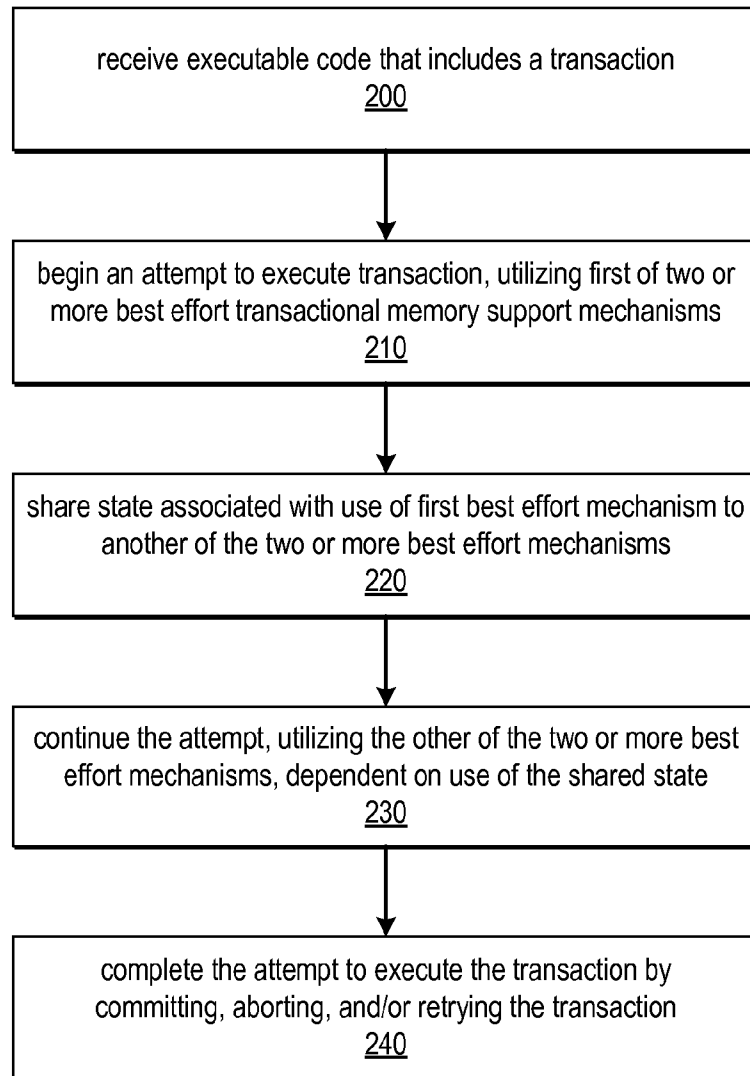 receive executable code that includes a transaction
200
begin an attempt to execute transaction, utilizing first of two or
more best effort transactional memory support mechanisms
210
share state associated with use of first best effort mechanism to
another of the two or more best effort mechanisms
220
continue the attempt, utilizing the other of the two or more best
effort mechanisms, dependent on use of the shared state
230
complete the attempt to execute the transaction by
committing, aborting, and/or retrying the transaction
240